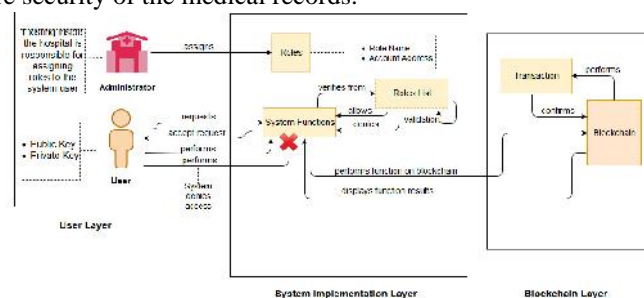 re security of the medical records.
the hospital is
responsible for
assigning
roles to the
system user
Administrator
assigns
Roles
• Role Name
• Account Address
Transaction
performs
confirms
Blockchain
verifies from
Roles List
allows
validation
System Functions
requests
accept request
performs
performs
• Public Key
• Private Key
User
System
denies
access
performs function on blockchain
displays function results
User Layer
System Implementation Layer
Blockchain Layer